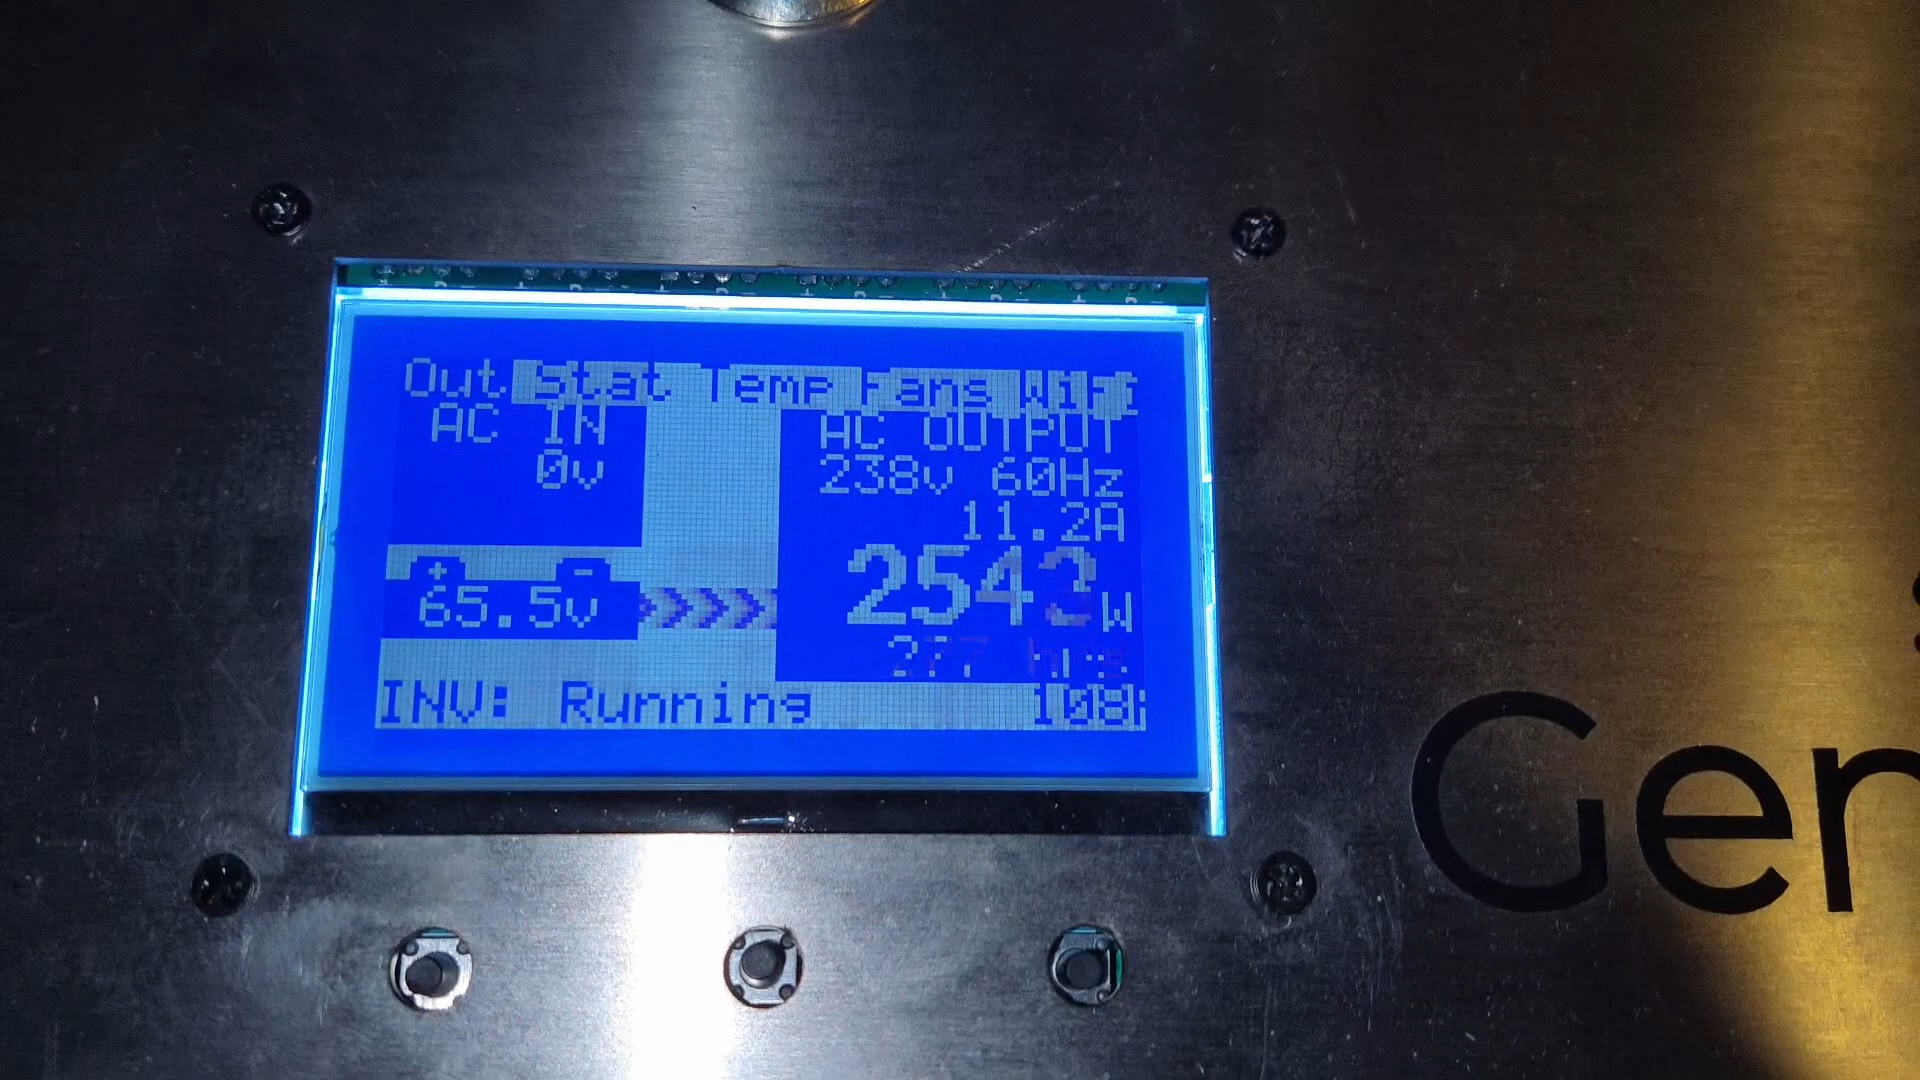 Out Stat Temp Fans WiFi
AC IN
0v
AC OUTPUT
238v 60Hz
11.2A
+ -
65.5v
254 W
INV: Running
Gen